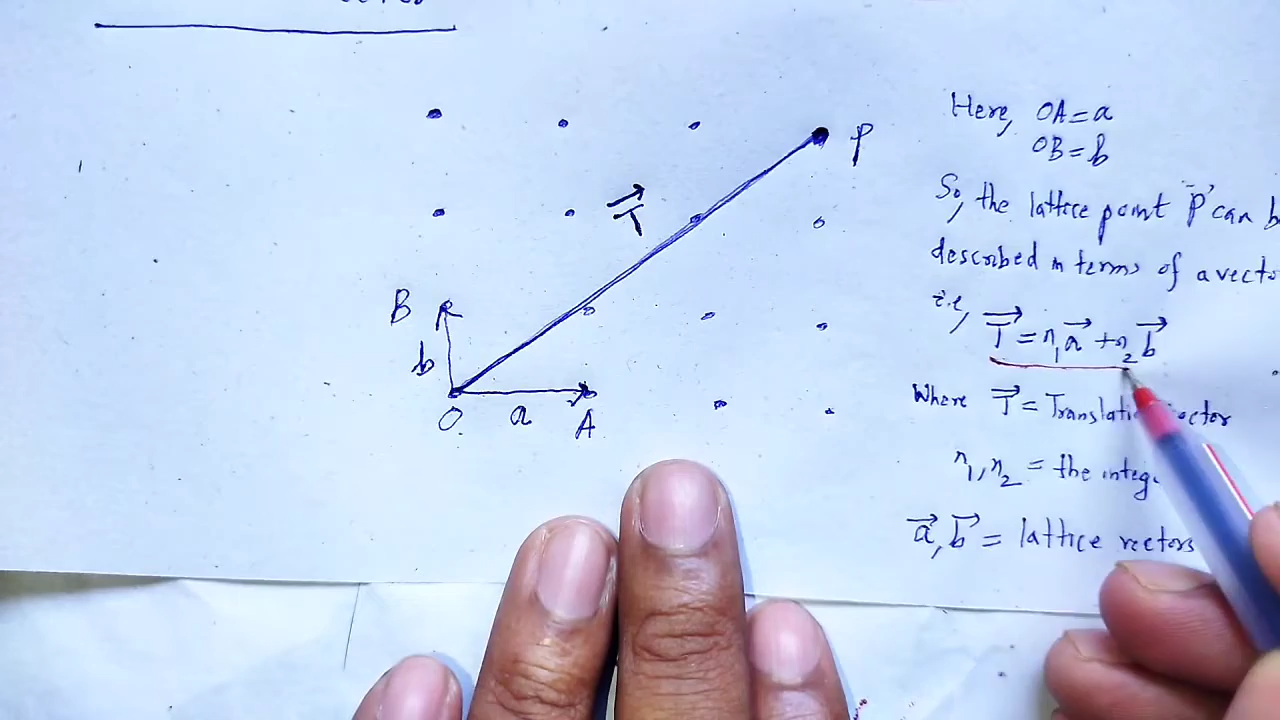 P
T⃗
B
b
O
a
A
Here, OA=a
OB=b
So, the lattice point 'P' can b
described in terms of a vecto
i.e,
T⃗ = n₁a⃗ + n₂b⃗
Where T⃗ = Translati ector
n₁, n₂ = the integ
a⃗, b⃗ = lattice vectors